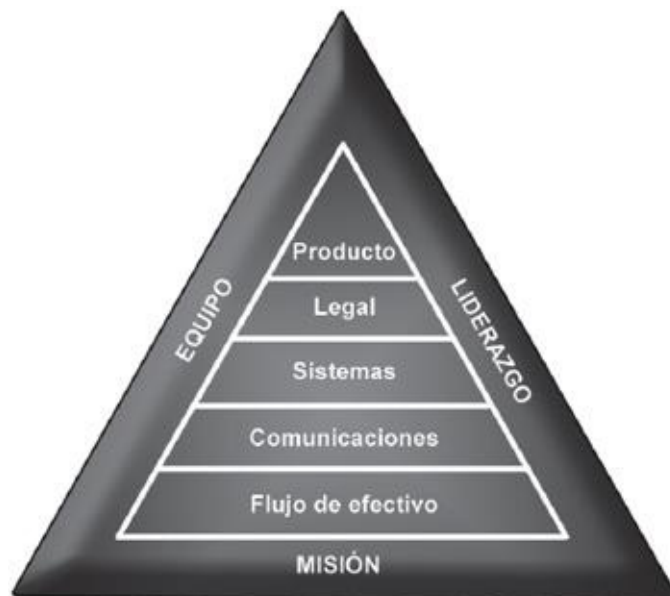 Producto
Legal
EQUIPO
LIDERAZGO
Sistemas
Comunicaciones
Flujo de efectivo
MISIÓN